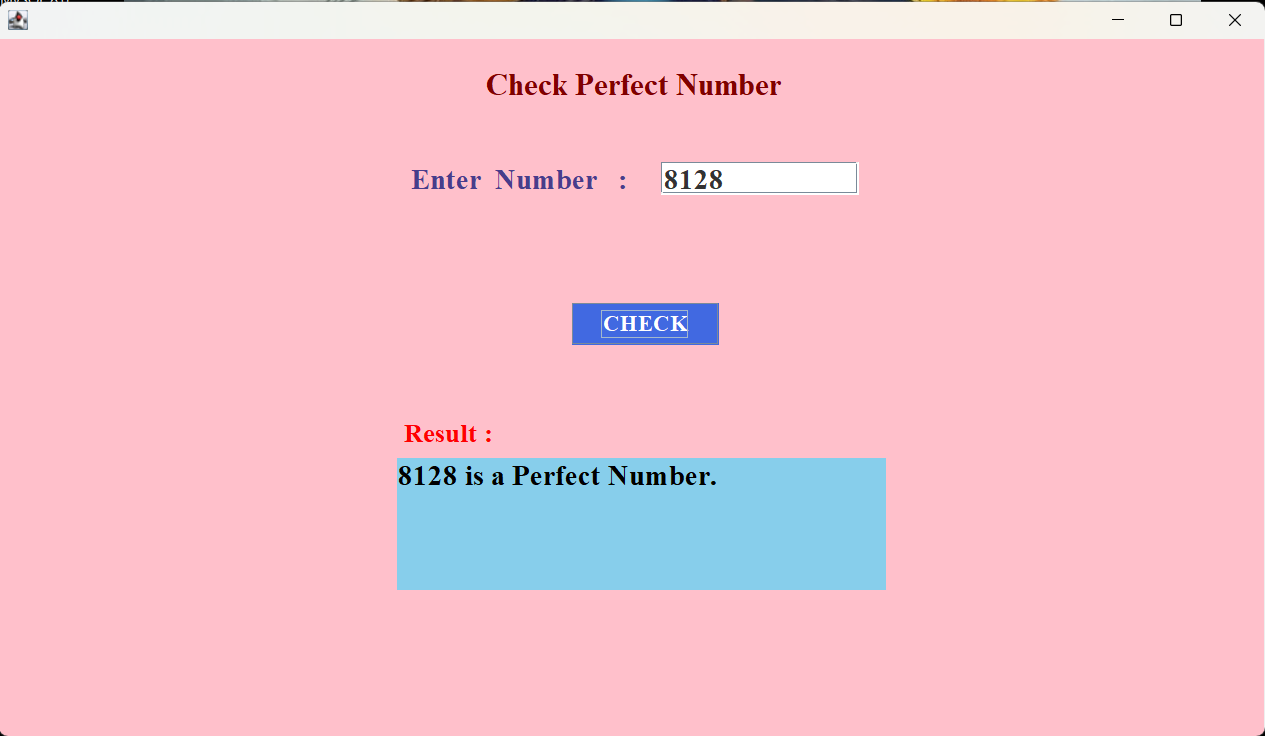 Check Perfect Number
Enter Number :
8128
CHECK
Result :
8128 is a Perfect Number.